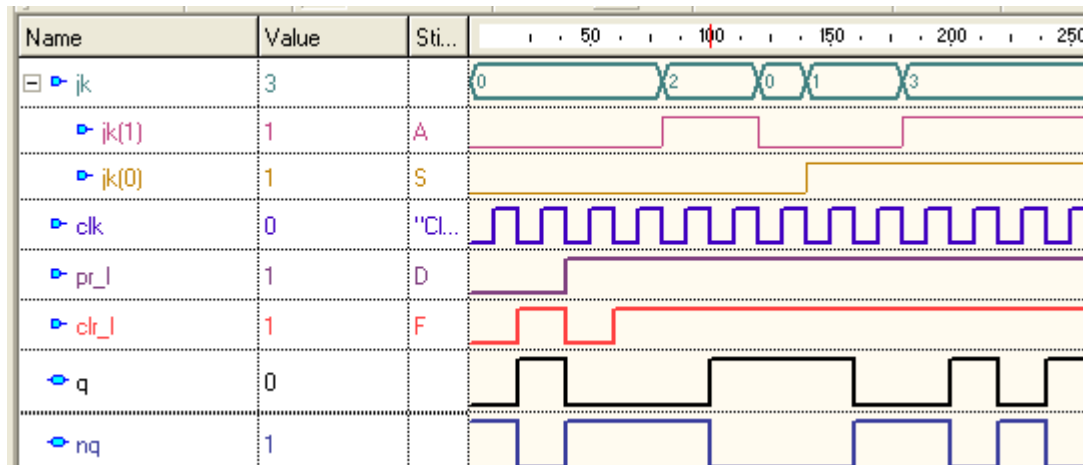 Name Value Sti... 50 100 150 200 250
jk 3 0 2 0 1 3
jk(1) 1 A
jk(0) 1 S
clk 0 "Cl...
pr_l 1 D
clr_l 1 F
q 0
nq 1